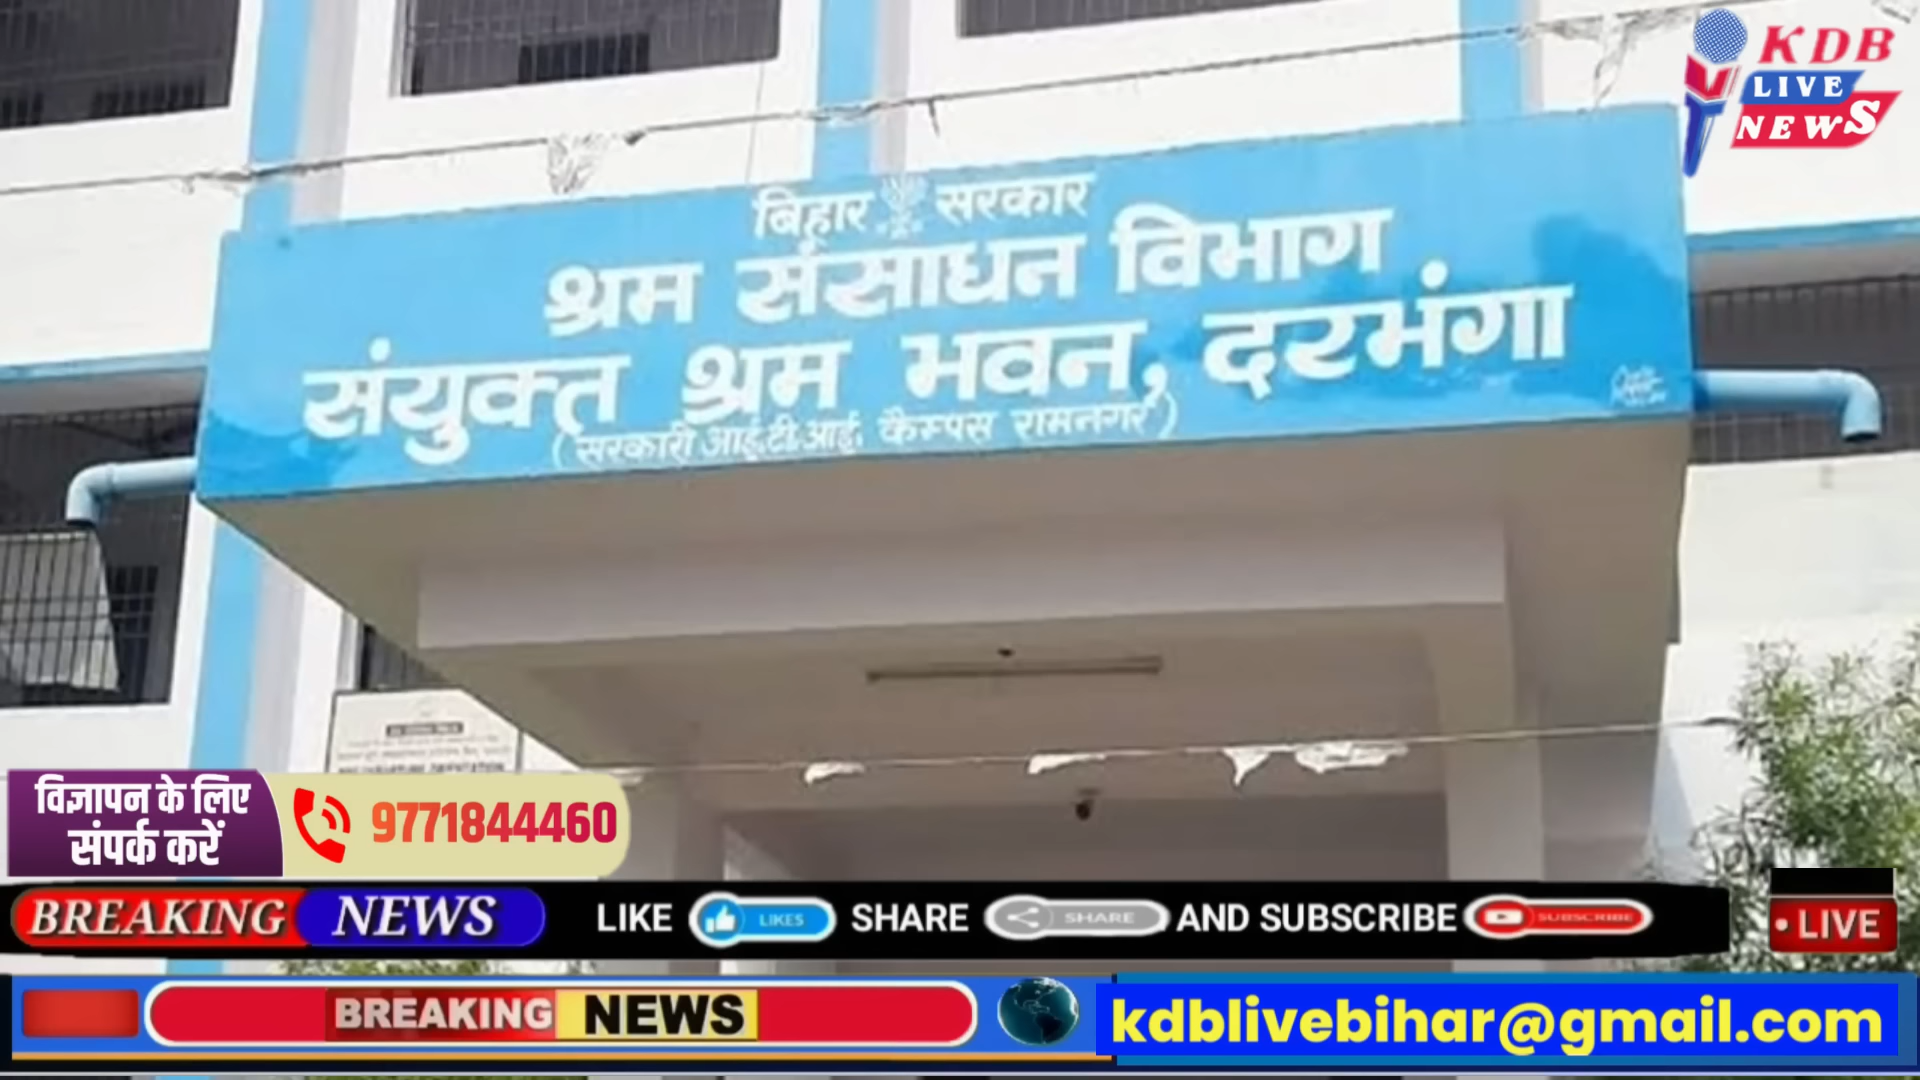 KDB
LIVE
NEWS
बिहार सरकार
श्रम संसाधन विभाग
संयुक्त श्रम भवन, दरभंगा
(सरकारी आई.टी.आई. कैम्पस रामनगर)
विज्ञापन के लिए
संपर्क करें
9771844460
BREAKING NEWS LIKE LIKES SHARE SHARE AND SUBSCRIBE SUBSCRIBE
• LIVE
BREAKING NEWS
kdblivebihar@gmail.com